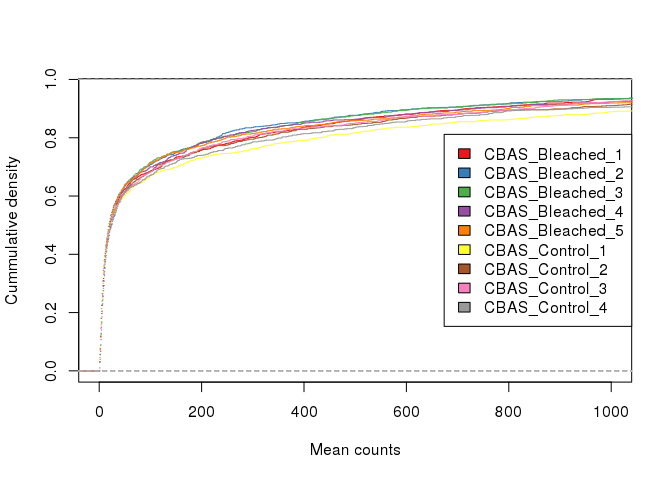 Cummulative density
1.0
0.8
0.6
0.4
0.2
0.0
CBAS_Bleached_1
CBAS_Bleached_2
CBAS_Bleached_3
CBAS_Bleached_4
CBAS_Bleached_5
CBAS_Control_1
CBAS_Control_2
CBAS_Control_3
CBAS_Control_4
0 200 400 600 800 1000
Mean counts